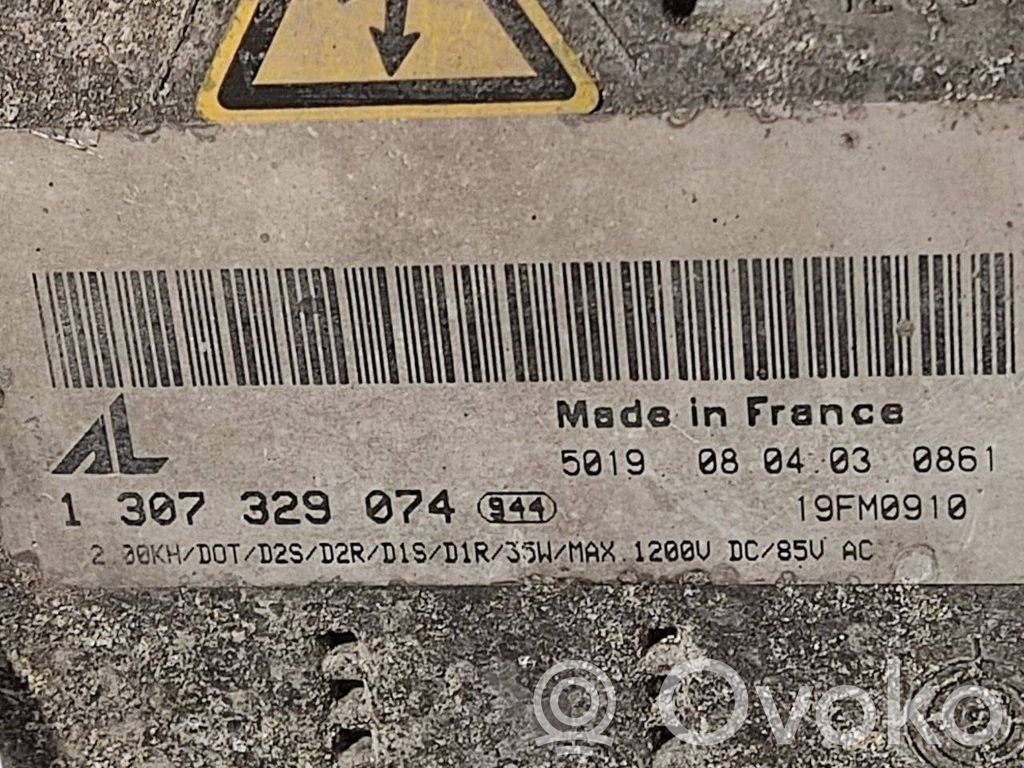 AL
Made in France
5019 08 04 03 0861
1 307 329 074 944
19FM0910
2.00KH/DOT/D2S/D2R/D1S/D1R/35W/MAX.1200V DC/85V AC
Ovoko